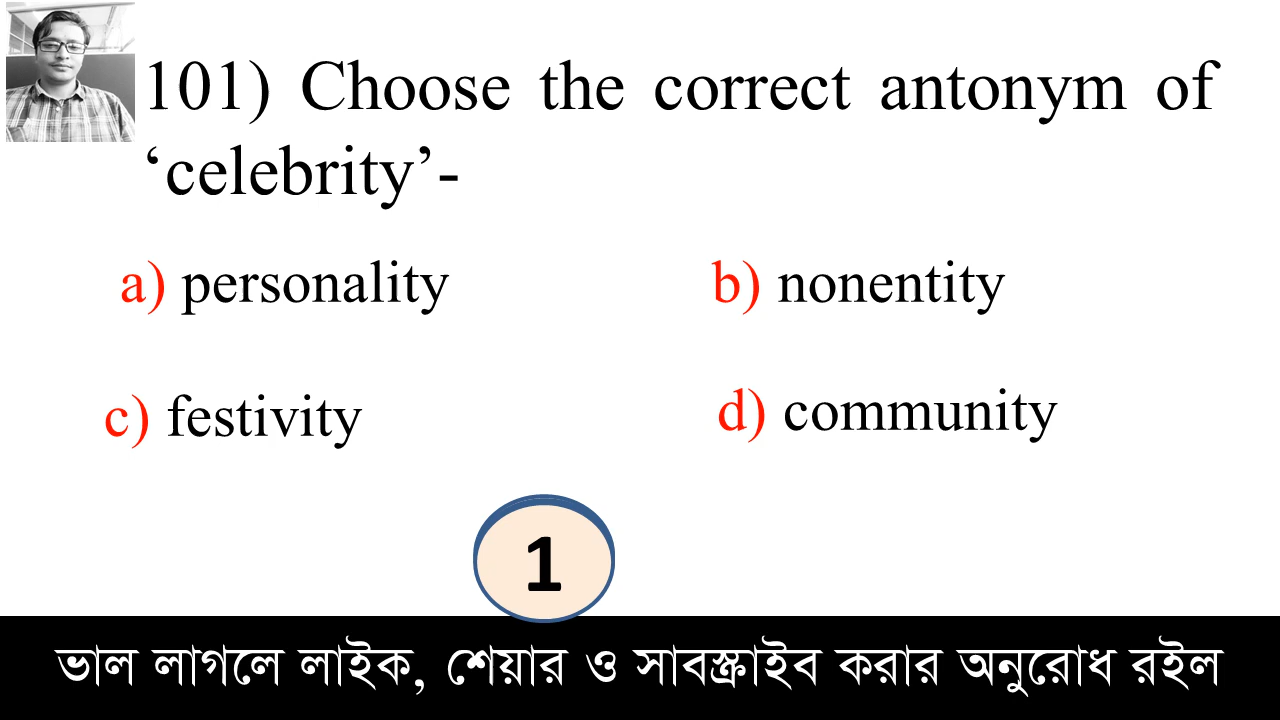 101) Choose the correct antonym of
‘celebrity’-
a) personality b) nonentity
c) festivity d) community
1
ভাল লাগলে লাইক, শেয়ার ও সাবস্ক্রাইব করার অনুরোধ রইল